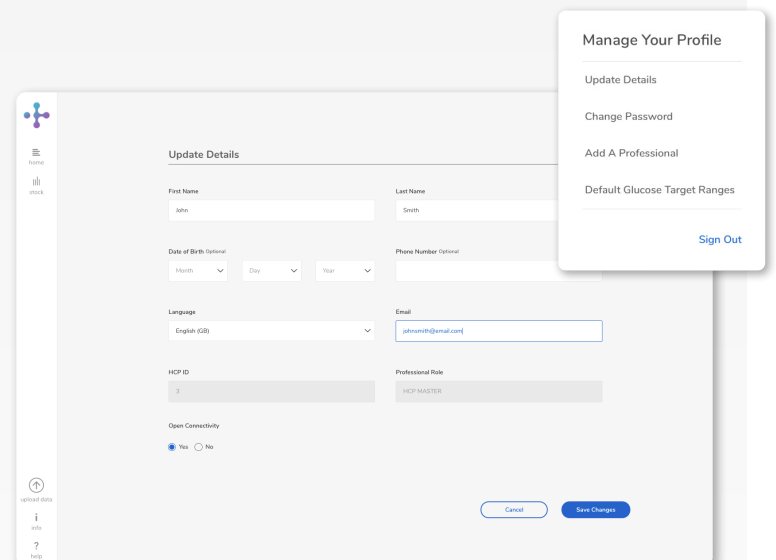 Manage Your Profile
Update Details
Change Password
Add A Professional
Default Glucose Target Ranges
Sign Out
home
stock
Update Details
First Name Last Name
John Smith
Date of Birth Optional Phone Number Optional
Month Day Year
Language Email
English (GB) johnsmith@email.com
HCP ID Professional Role
3 HCP MASTER
Open Connectivity
Yes No
upload data
Cancel Save Changes
i
info
?
help